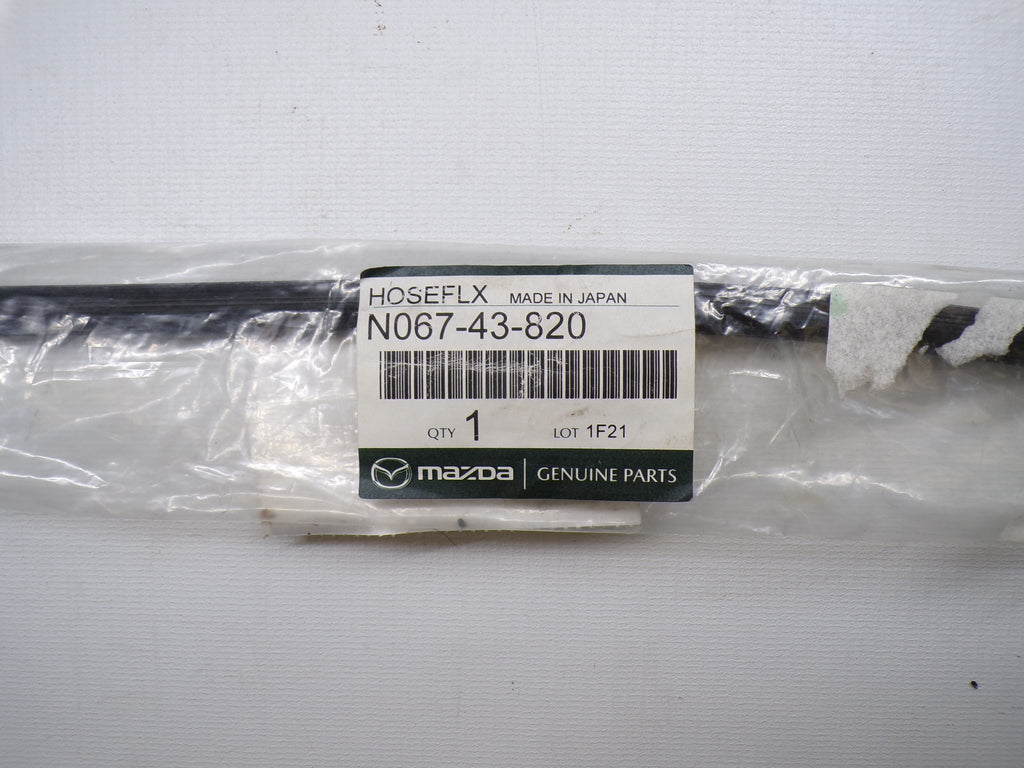 HOSEFLX MADE IN JAPAN
N067-43-820
QTY 1 LOT 1F21
mazda GENUINE PARTS